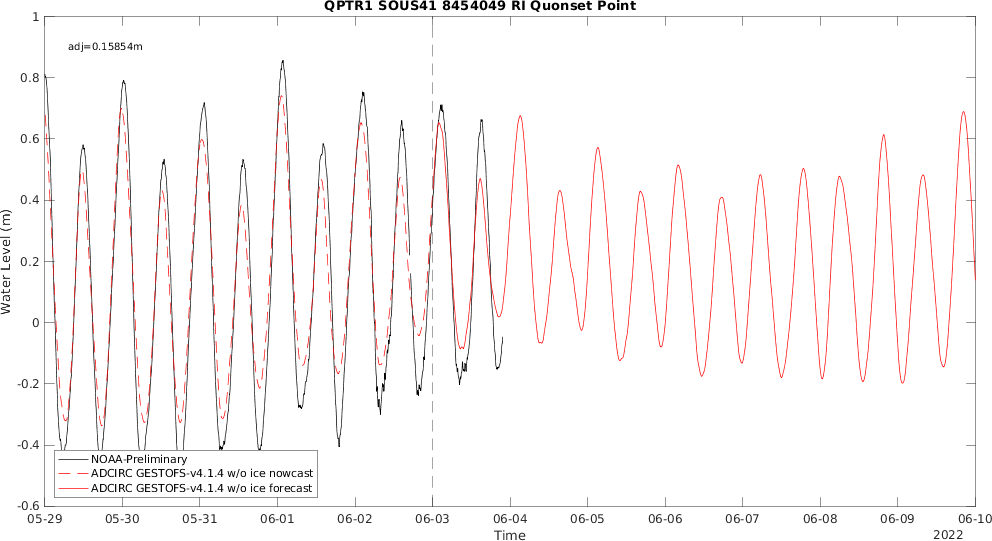 QPTR1 SOUS41 8454049 RI Quonset Point
adj=0.15854m
Water Level (m)
1
0.8
0.6
0.4
0.2
0
-0.2
-0.4
-0.6
NOAA-Preliminary
ADCIRC GESTOFS-v4.1.4 w/o ice nowcast
ADCIRC GESTOFS-v4.1.4 w/o ice forecast
05-29 05-30 05-31 06-01 06-02 06-03 06-04 06-05 06-06 06-07 06-08 06-09 06-10
Time
2022